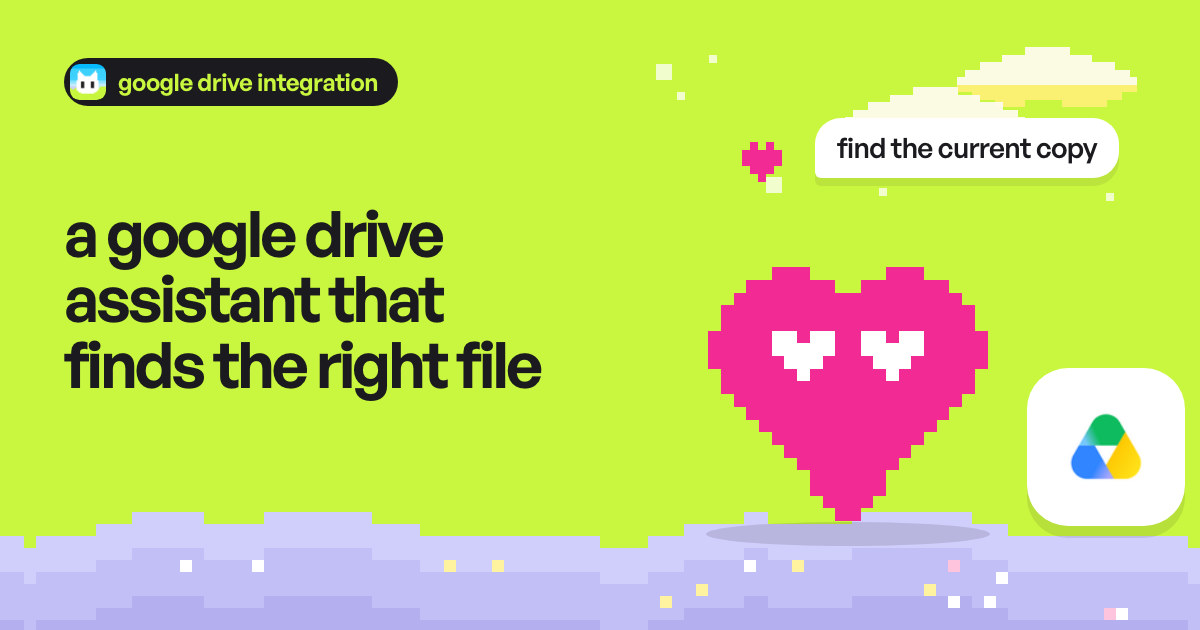 google drive integration
find the current copy
a google drive
assistant that
finds the right file